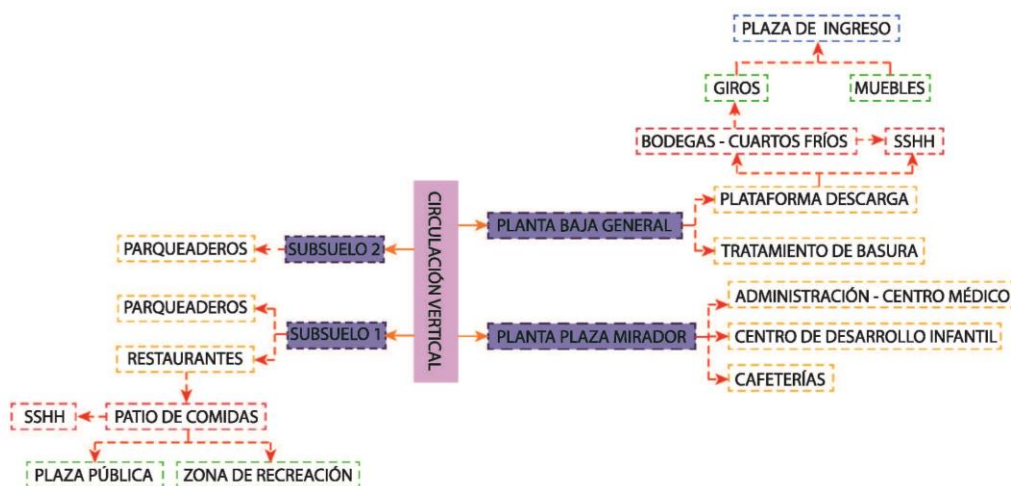 PLAZA DE INGRESO
GIROS
MUEBLES
BODEGAS - CUARTOS FRÍOS
SSHH
PLATAFORMA DESCARGA
CIRCULACIÓN VERTICAL
PLANTA BAJA GENERAL
PARQUEADEROS
SUBSUELO 2
TRATAMIENTO DE BASURA
ADMINISTRACIÓN - CENTRO MÉDICO
PARQUEADEROS
SUBSUELO 1
PLANTA PLAZA MIRADOR
CENTRO DE DESARROLLO INFANTIL
RESTAURANTES
CAFETERÍAS
SSHH
PATIO DE COMIDAS
PLAZA PÚBLICA
ZONA DE RECREACIÓN